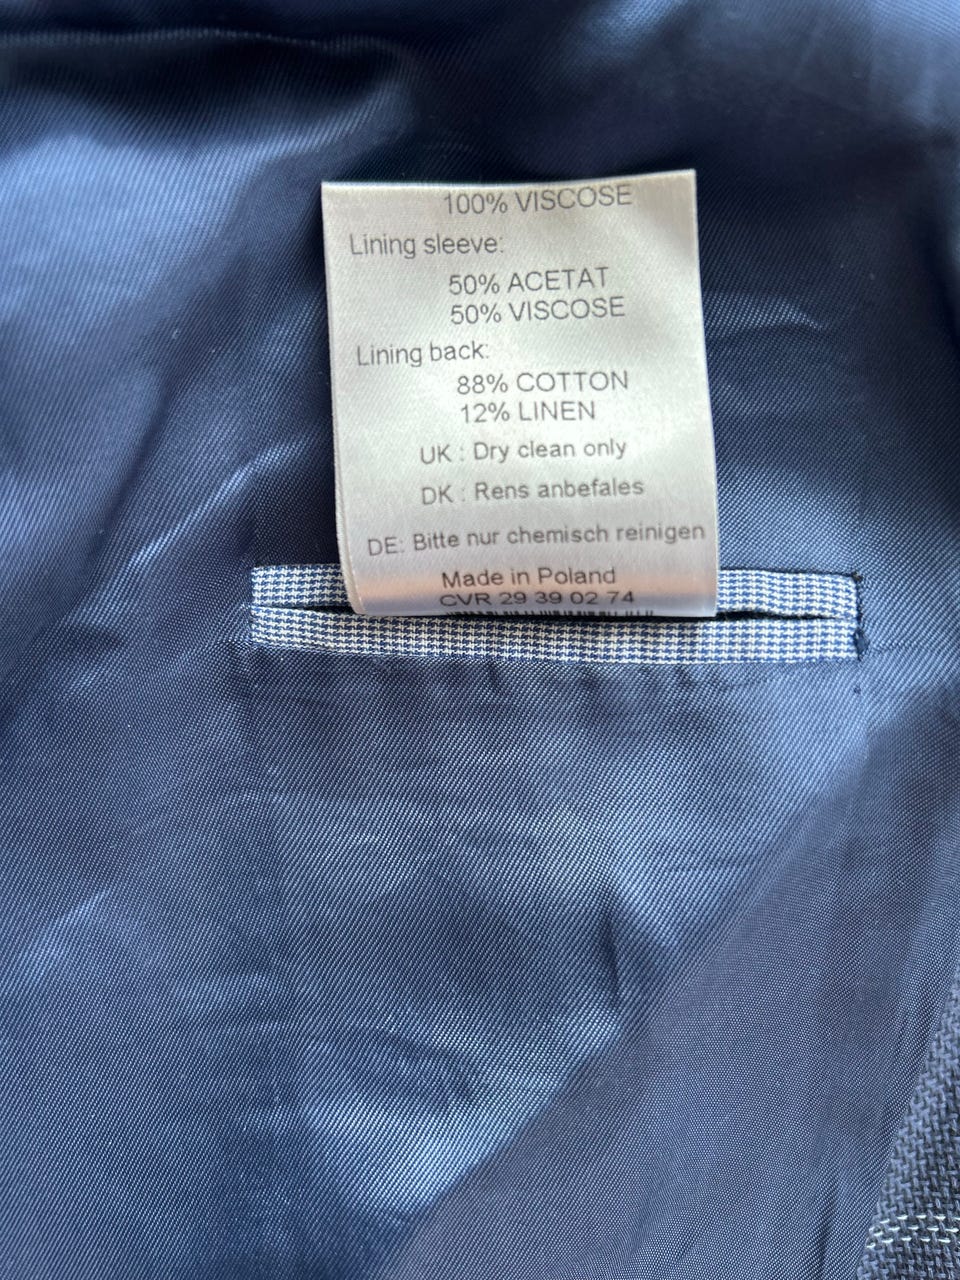 100% VISCOSE
Lining sleeve:
50% ACETAT
50% VISCOSE
Lining back:
88% COTTON
12% LINEN
UK : Dry clean only
DK : Rens anbefales
DE: Bitte nur chemisch reinigen
Made in Poland
CVR 29 39 02 74